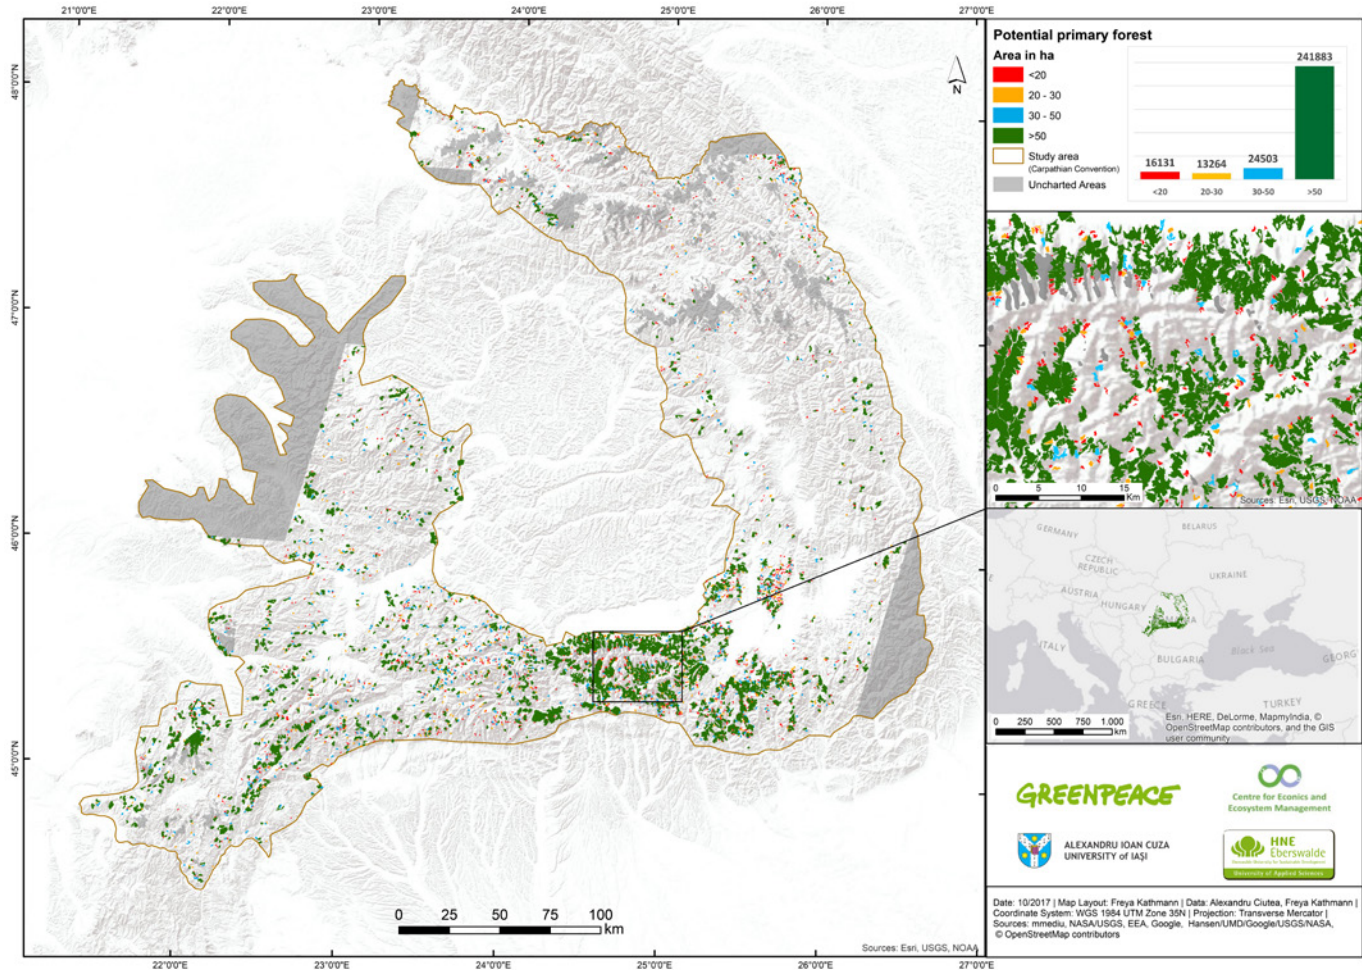 21°0'0"E
22°0'0"E
23°0'0"E
24°0'0"E
25°0'0"E
26°0'0"E
27°0'0"E
48°0'0"N
47°0'0"N
46°0'0"N
45°0'0"N
N
0 25 50 75 100
km
Sources: Esri, USGS, NOAA
22°0'0"E
23°0'0"E
24°0'0"E
25°0'0"E
26°0'0"E
27°0'0"E
Potential primary forest
Area in ha
<20
20 - 30
30 - 50
>50
Study area
(Carpathian Convention)
Uncharted Areas
241883
16131
13264
24503
<20
20-30
30-50
>50
0 5 10 15
Km
Sources: Esri, USGS, NOAA
GERMANY
BELARUS
CZECH
REPUBLIC
UKRAINE
AUSTRIA
HUNGARY
ITALY
Black Sea
GEORG
BULGARIA
GREECE
TURKEY
0 250 500 750 1.000
km
Esri, HERE, DeLorme, MapmyIndia, ©
OpenStreetMap contributors, and the GIS
user community
GREENPEACE
Centre for Econics and
Ecosystem Management
ALEXANDRU IOAN CUZA
UNIVERSITY of IAŞI
HNE
Eberswalde
University of Applied Sciences
Date: 10/2017 | Map Layout: Freya Kathmann | Data: Alexandru Ciutea, Freya Kathmann |
Coordinate System: WGS 1984 UTM Zone 35N | Projection: Transverse Mercator |
Sources: mmediu, NASA/USGS, EEA, Google, Hansen/UMD/Google/USGS/NASA,
© OpenStreetMap contributors